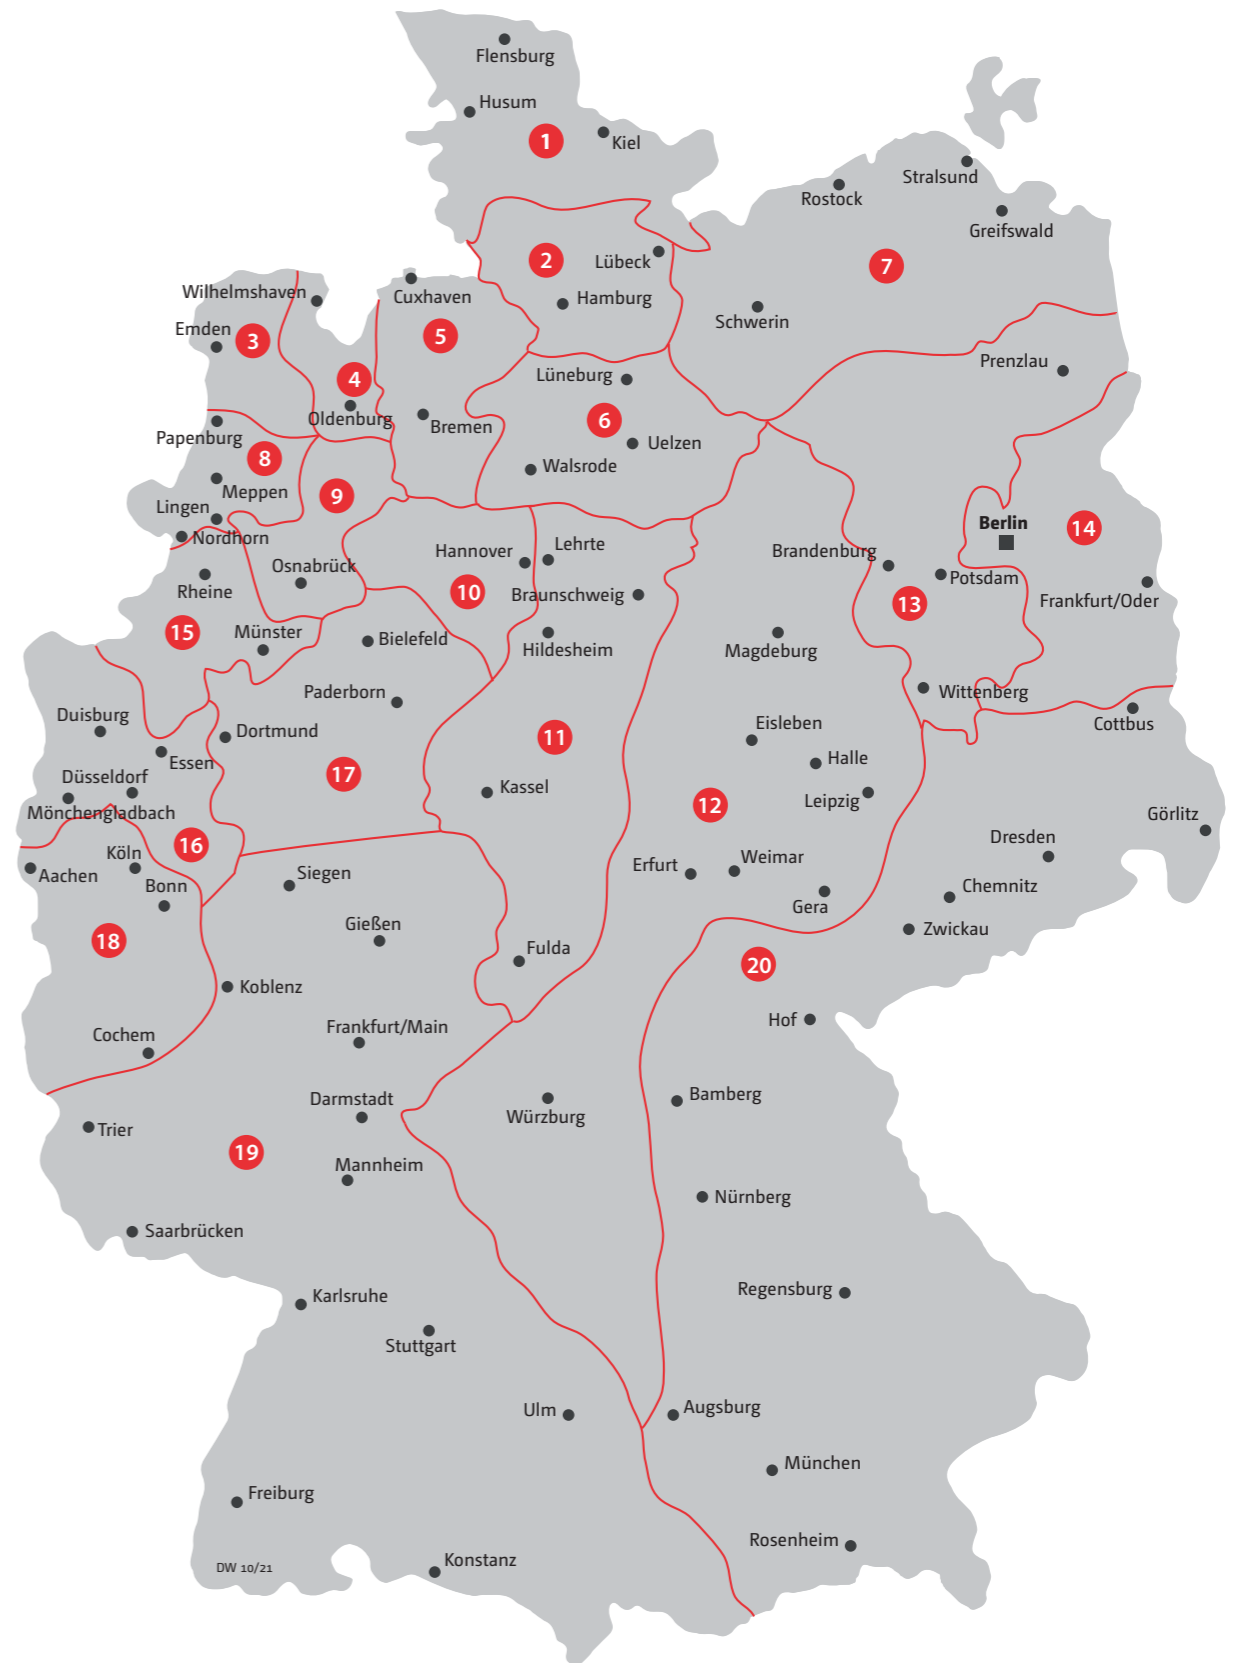 Flensburg
Husum
1
Kiel
Stralsund
Rostock
Greifswald
2
Lübeck
7
Wilhelmshaven
Cuxhaven
Hamburg
Schwerin
Emden
3
5
Prenzlau
4
Lüneburg
Oldenburg
6
Papenburg
Bremen
Uelzen
8
Walsrode
Meppen
9
Lingen
Berlin
14
Nordhorn
Hannover
Lehrte
Brandenburg
Osnabrück
Potsdam
Rheine
10
Braunschweig
13
Frankfurt/Oder
15
Münster
Bielefeld
Hildesheim
Magdeburg
Paderborn
Wittenberg
Duisburg
Dortmund
11
Eisleben
Cottbus
Essen
Halle
Düsseldorf
17
Kassel
12
Leipzig
Mönchengladbach
Görlitz
16
Dresden
Köln
Weimar
Aachen
Siegen
Erfurt
Bonn
Chemnitz
Gera
Gießen
Zwickau
18
Fulda
20
Koblenz
Hof
Frankfurt/Main
Cochem
Darmstadt
Bamberg
Würzburg
Trier
19
Mannheim
Nürnberg
Saarbrücken
Regensburg
Karlsruhe
Stuttgart
Ulm
Augsburg
München
Freiburg
Rosenheim
Konstanz
DW 10/21